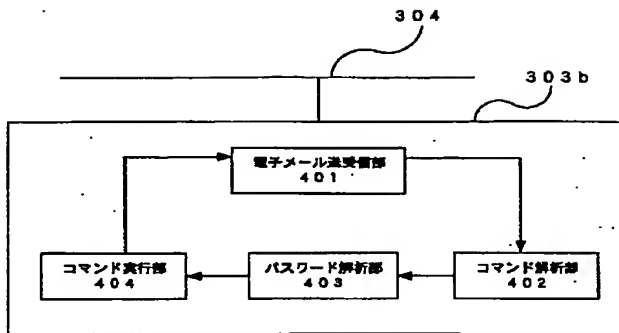 ３０４
３０３ｂ
電子メール送受信部
４０１
コマンド実行部
４０４
パスワード解析部
４０３
コマンド解析部
４０２